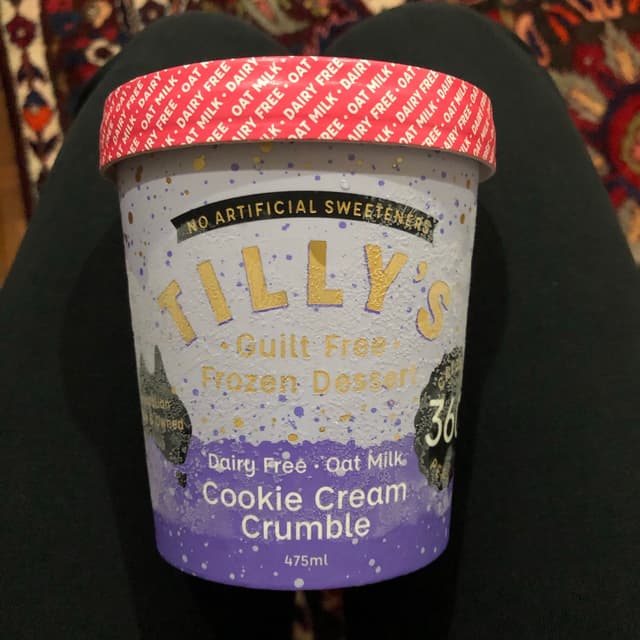 DAIRY FREE · OAT MILK · DAIRY FREE · OAT MILK
NO ARTIFICIAL SWEETENERS
TILLY'S
· Guilt Free ·
Frozen Dessert
Dairy Free · Oat Milk
Cookie Cream
Crumble
475ml